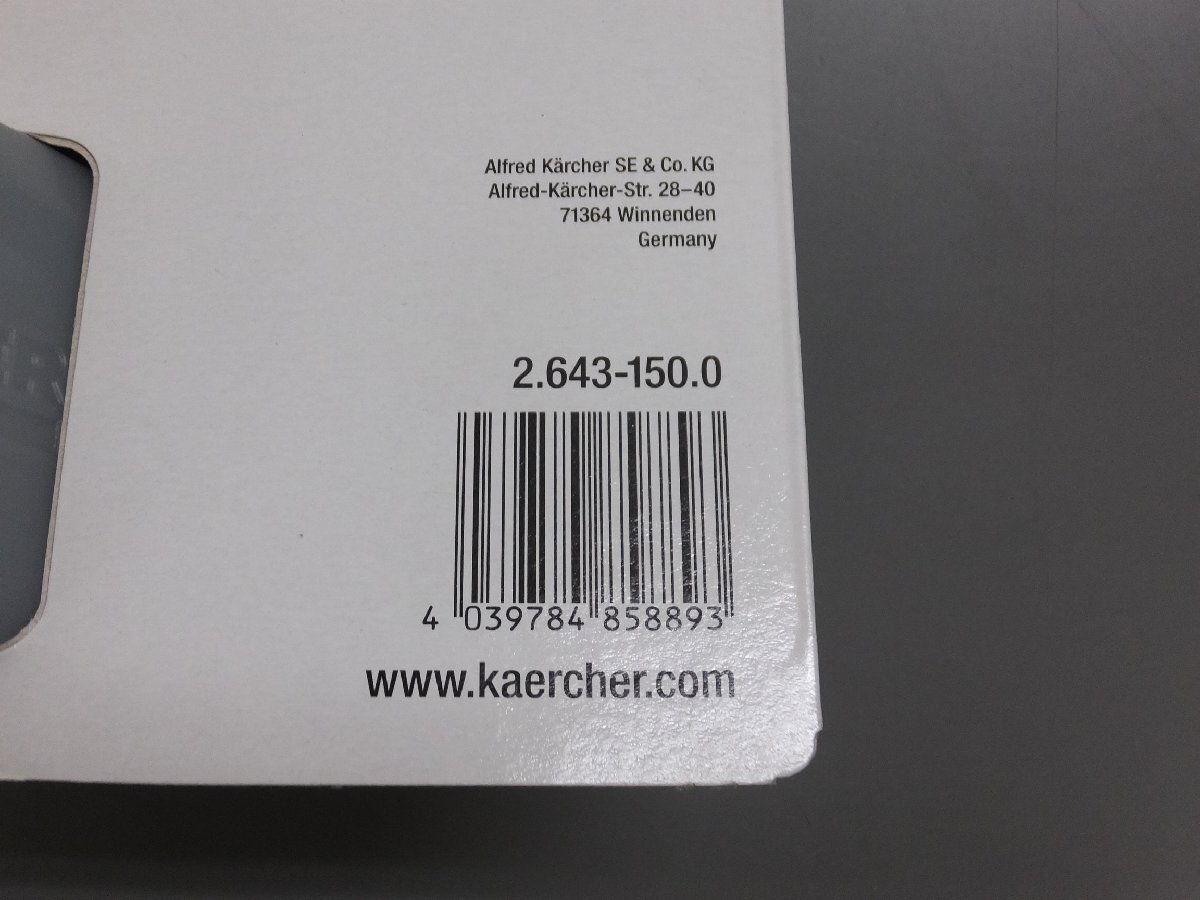 Alfred Kärcher SE & Co. KG
Alfred-Kärcher-Str. 28–40
71364 Winnenden
Germany
2.643-150.0
4 039784 858893
www.kaercher.com